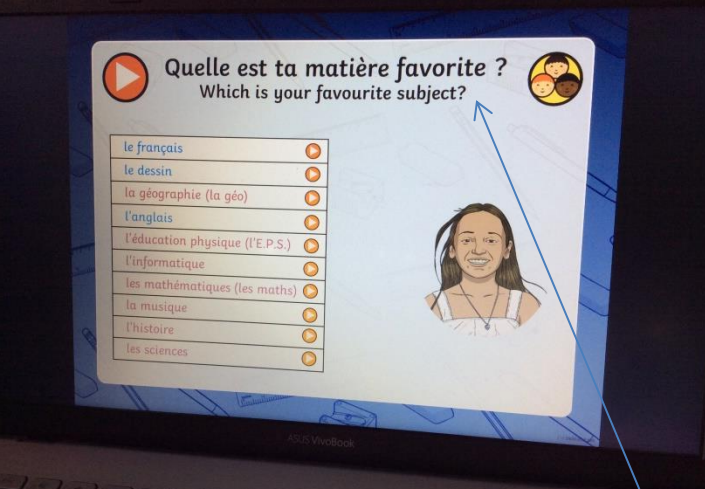 Quelle est ta matière favorite ?
Which is your favourite subject?
le français
le dessin
la géographie (la géo)
l'anglais
l'éducation physique (l'E.P.S.)
l'informatique
les mathématiques (les maths)
la musique
l'histoire
les sciences
ASUS VivoBook